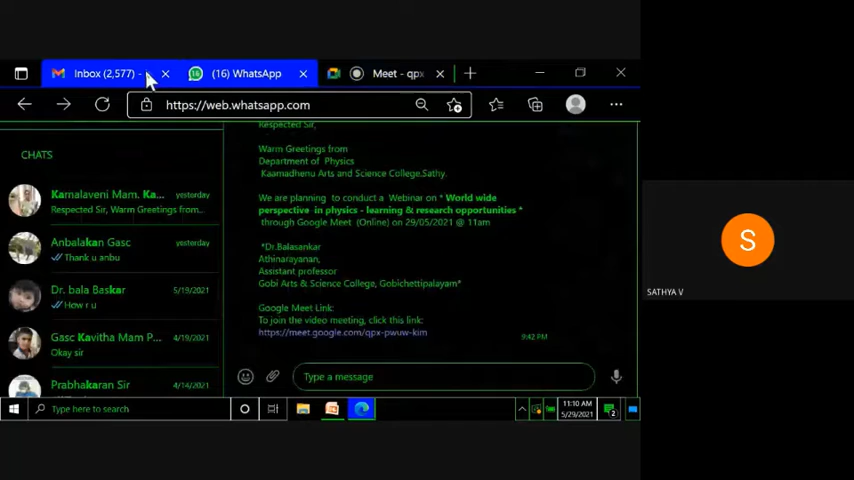 Inbox (2,577) -
(16) WhatsApp
Meet - qpx
https://web.whatsapp.com
CHATS
Karnalaveni Mam. Ka...
yesterday
Respected Sir, Warm Greetings from...
Anbalakan Gasc
yesterday
Thank u anbu
Dr. bala Baskar
5/19/2021
How r u
Gasc Kavitha Mam P...
4/19/2021
Okay sir
Prabhakaran Sir
4/14/2021
Respected Sir,
Warm Greetings from
Department of Physics
Kaamadhenu Arts and Science College,Sathy.
We are planning to conduct a Webinar on * World wide
perspective in physics - learning & research opportunities *
through Google Meet (Online) on 29/05/2021 @ 11am
*Dr.Balasankar
Athinarayanan,
Assistant professor
Gobi Arts & Science College, Gobichettipalayam*
Google Meet Link:
To join the video meeting, click this link:
https://meet.google.com/qpx-pwuw-kim
9:42 PM
Type a message
Type here to search
11:10 AM
5/29/2021
2
S
SATHYA V